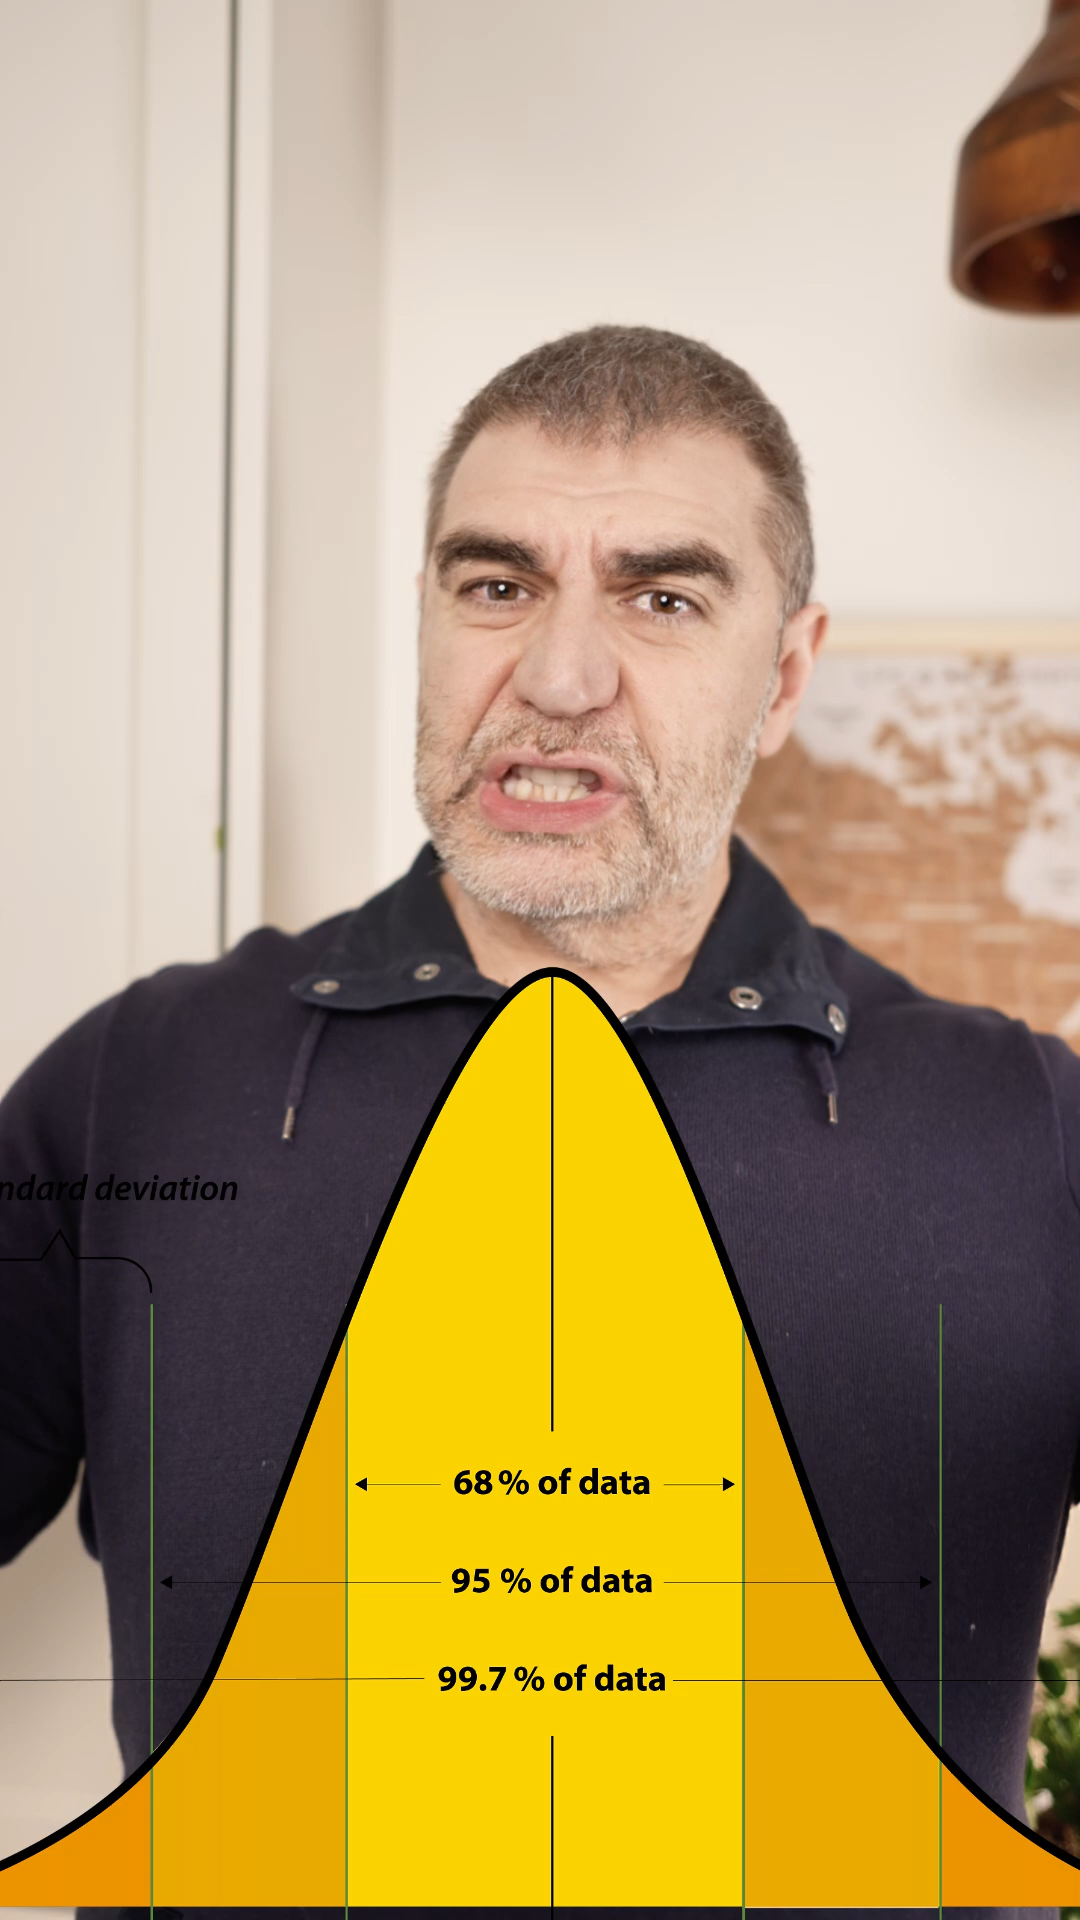 ndard deviation
68 % of data
95 % of data
99.7 % of data